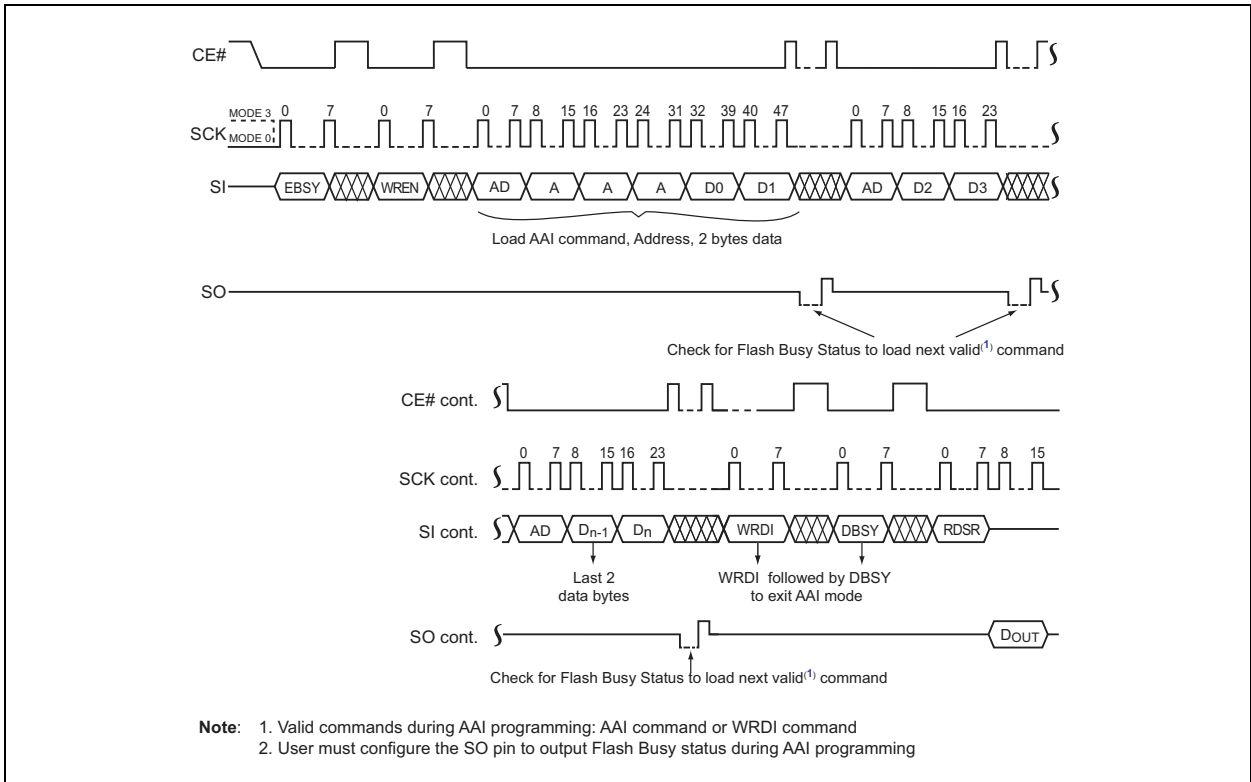 CE#
MODE 3 0 7 0 7 0 7 8 15 16 23 24 31 32 39 40 47 0 7 8 15 16 23
SCK MODE 0
SI EBSY WREN AD A A A D0 D1 AD D2 D3
Load AAI command, Address, 2 bytes data
SO
Check for Flash Busy Status to load next valid(1) command
CE# cont.
0 7 8 15 16 23 0 7 0 7 0 7 8 15
SCK cont.
SI cont. AD Dn-1 Dn WRDI DBSY RDSR
Last 2 WRDI followed by DBSY
data bytes to exit AAI mode
SO cont. DOUT
Check for Flash Busy Status to load next valid(1) command
Note: 1. Valid commands during AAI programming: AAI command or WRDI command
2. User must configure the SO pin to output Flash Busy status during AAI programming